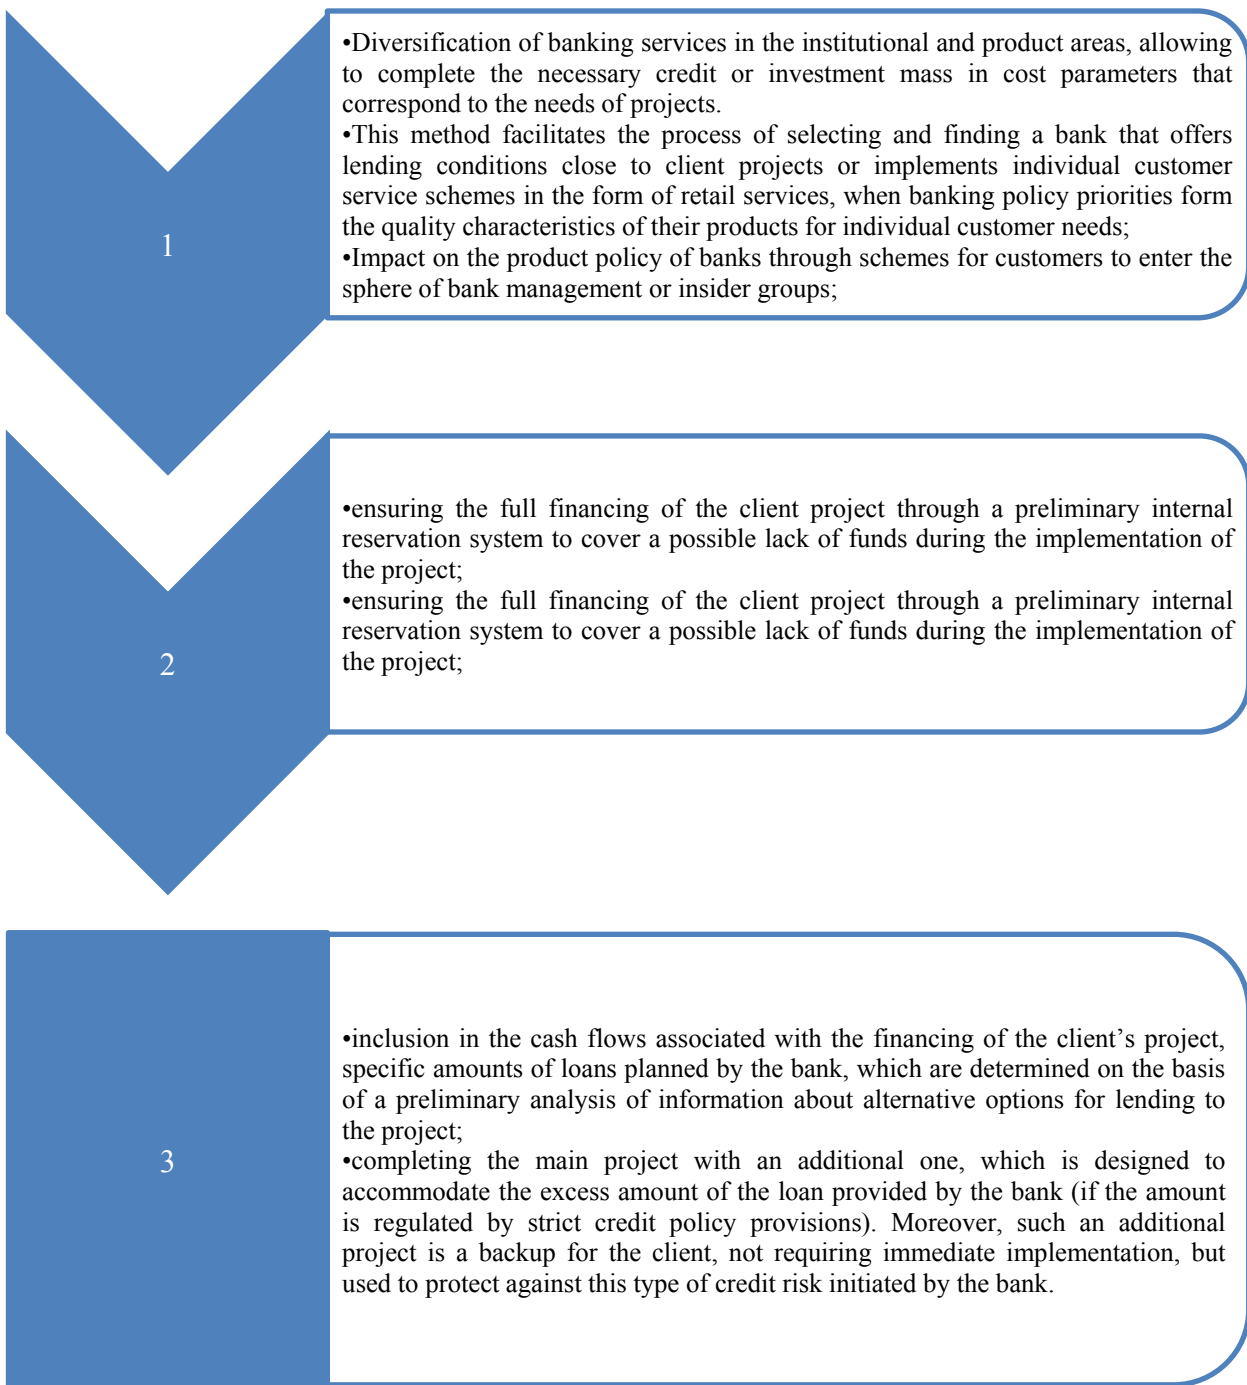 1
•Diversification of banking services in the institutional and product areas, allowing
to complete the necessary credit or investment mass in cost parameters that
correspond to the needs of projects.
•This method facilitates the process of selecting and finding a bank that offers
lending conditions close to client projects or implements individual customer
service schemes in the form of retail services, when banking policy priorities form
the quality characteristics of their products for individual customer needs;
•Impact on the product policy of banks through schemes for customers to enter the
sphere of bank management or insider groups;
2
•ensuring the full financing of the client project through a preliminary internal
reservation system to cover a possible lack of funds during the implementation of
the project;
•ensuring the full financing of the client project through a preliminary internal
reservation system to cover a possible lack of funds during the implementation of
the project;
3
•inclusion in the cash flows associated with the financing of the client’s project,
specific amounts of loans planned by the bank, which are determined on the basis
of a preliminary analysis of information about alternative options for lending to
the project;
•completing the main project with an additional one, which is designed to
accommodate the excess amount of the loan provided by the bank (if the amount
is regulated by strict credit policy provisions). Moreover, such an additional
project is a backup for the client, not requiring immediate implementation, but
used to protect against this type of credit risk initiated by the bank.